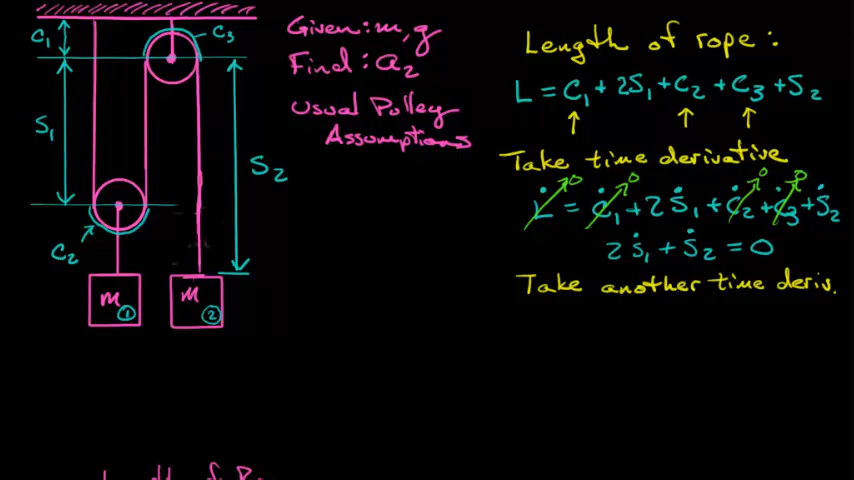 C1
C3
S1
S2
C2
m 1
m 2
Given: m, g
Find: a2
Usual Pulley
Assumptions
Length of rope:
L = C1 + 2S1 + C2 + C3 + S2
Take time derivative
L̇ = Ċ1 + 2Ṡ1 + Ċ2 + Ċ3 + Ṡ2
0 0 0 0
2ṡ1 + ṡ2 = 0
Take another time deriv.